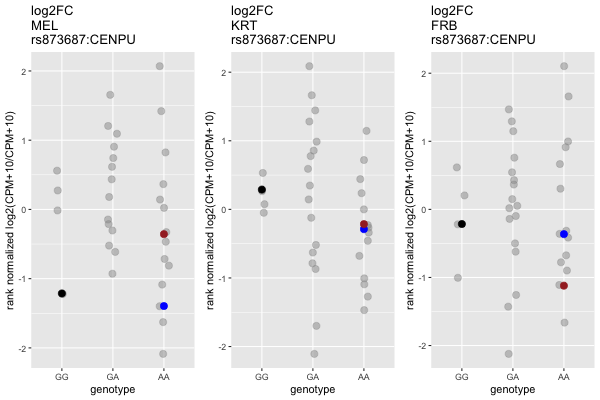 log2FC
MEL
rs873687:CENPU
rank normalized log2(CPM+10/CPM+10)
2
1
0
-1
-2
GG
GA
AA
genotype
log2FC
KRT
rs873687:CENPU
rank normalized log2(CPM+10/CPM+10)
2
1
0
-1
-2
GG
GA
AA
genotype
log2FC
FRB
rs873687:CENPU
rank normalized log2(CPM+10/CPM+10)
2
1
0
-1
-2
GG
GA
AA
genotype